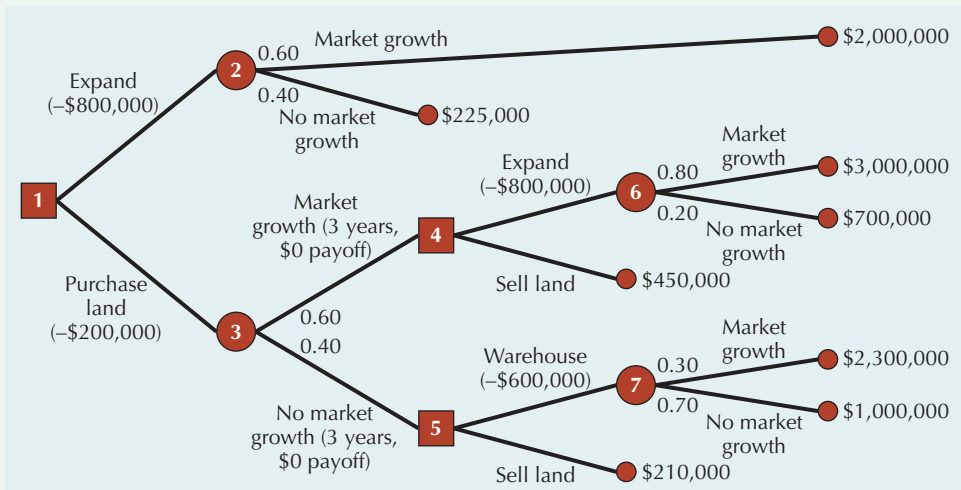 Expand
(–$800,000)
1
Purchase
land
(–$200,000)
2
0.60
Market growth
$2,000,000
0.40
No market
growth
$225,000
3
Market
growth (3 years,
$0 payoff)
0.60
0.40
No market
growth (3 years,
$0 payoff)
4
Expand
(–$800,000)
6
0.80
Market
growth
$3,000,000
0.20
No market
growth
$700,000
Sell land
$450,000
5
Warehouse
(–$600,000)
7
0.30
Market
growth
$2,300,000
0.70
No market
growth
$1,000,000
Sell land
$210,000